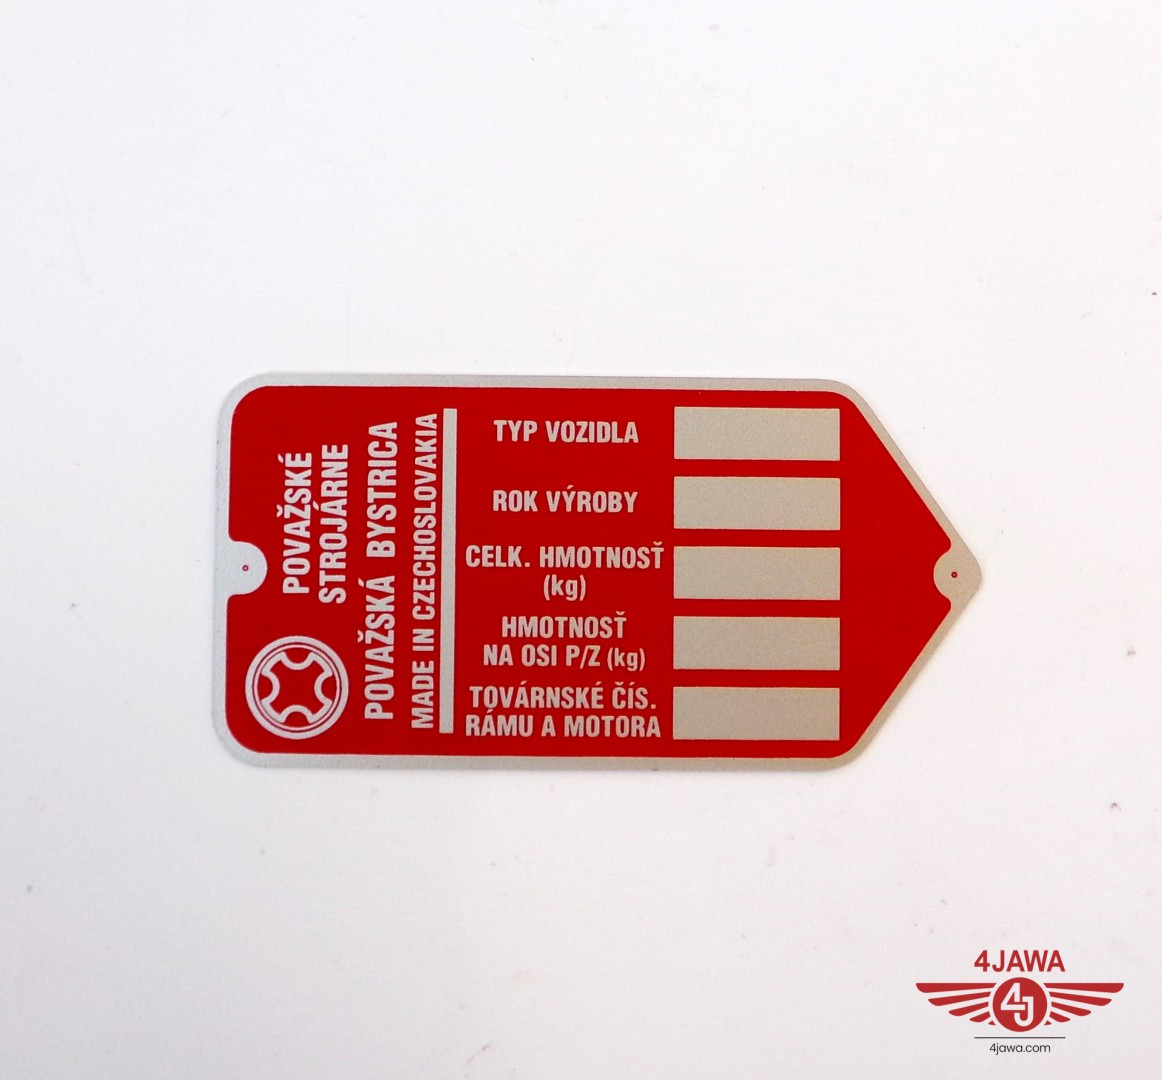 POVAŽSKÉ
STROJÁRNE
POVAŽSKÁ BYSTRICA
MADE IN CZECHOSLOVAKIA
TYP VOZIDLA
ROK VÝROBY
CELK. HMOTNOSŤ
(kg)
HMOTNOSŤ
NA OSI P/Z (kg)
TOVÁRNSKÉ ČÍS.
RÁMU A MOTORA
4JAWA
4J
4jawa.com